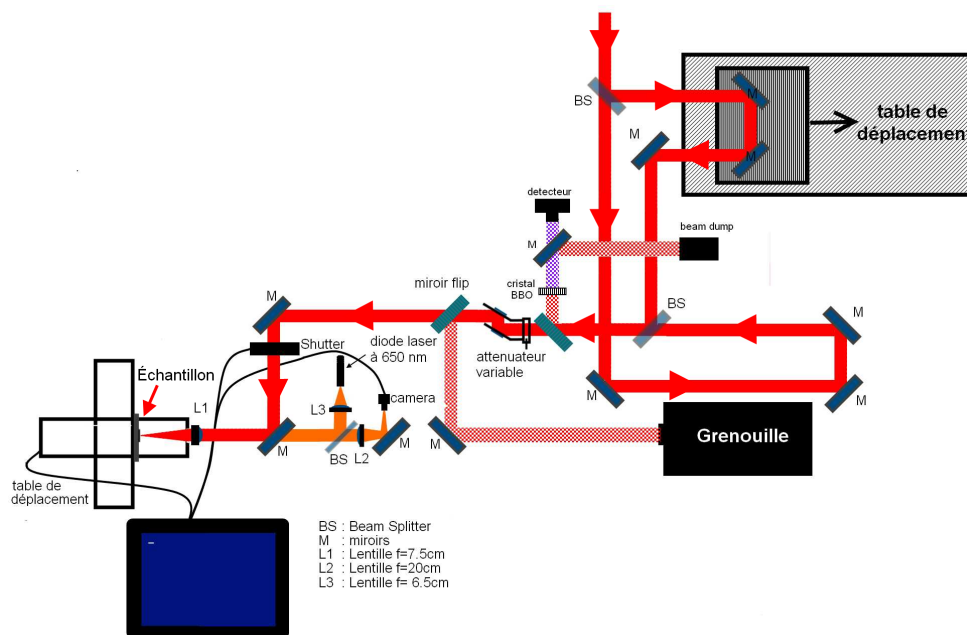 BS
M
M
table de
déplacement
M
detecteur
beam dump
M
miroir flip
cristal
BBO
BS
M
M
Shutter
diode laser
à 650 nm
attenuateur
variable
Échantillon
L1
camera
L3
M
M
M
BS
L2
M
M
Grenouille
table de
déplacement
BS : Beam Splitter
M : miroirs
L1 : Lentille f=7.5cm
L2 : Lentille f=20cm
L3 : Lentille f= 6.5cm